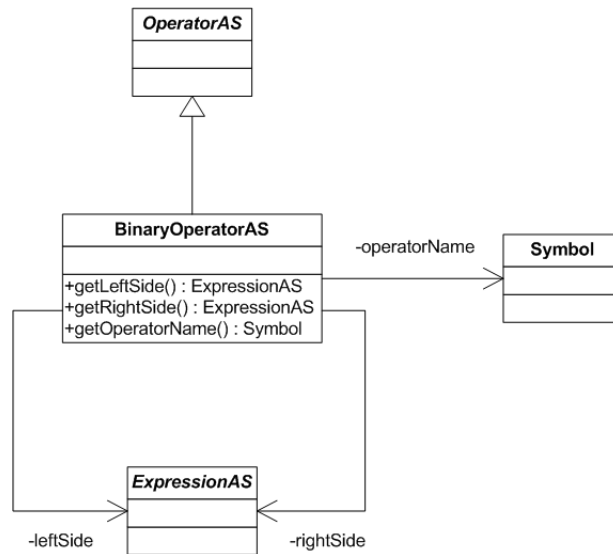 OperatorAS
BinaryOperatorAS
+getLeftSide() : ExpressionAS
+getRightSide() : ExpressionAS
+getOperatorName() : Symbol
-operatorName
Symbol
ExpressionAS
-leftSide
-rightSide